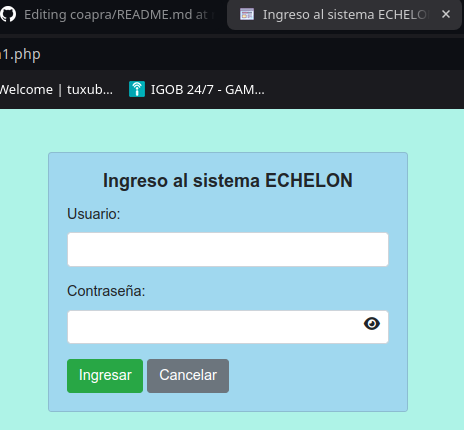 Editing coapra/README.md at
Ingreso al sistema ECHELO
1.php
Welcome | tuxub...
IGOB 24/7 - GAM...
Ingreso al sistema ECHELON
Usuario:
Contraseña:
Ingresar
Cancelar